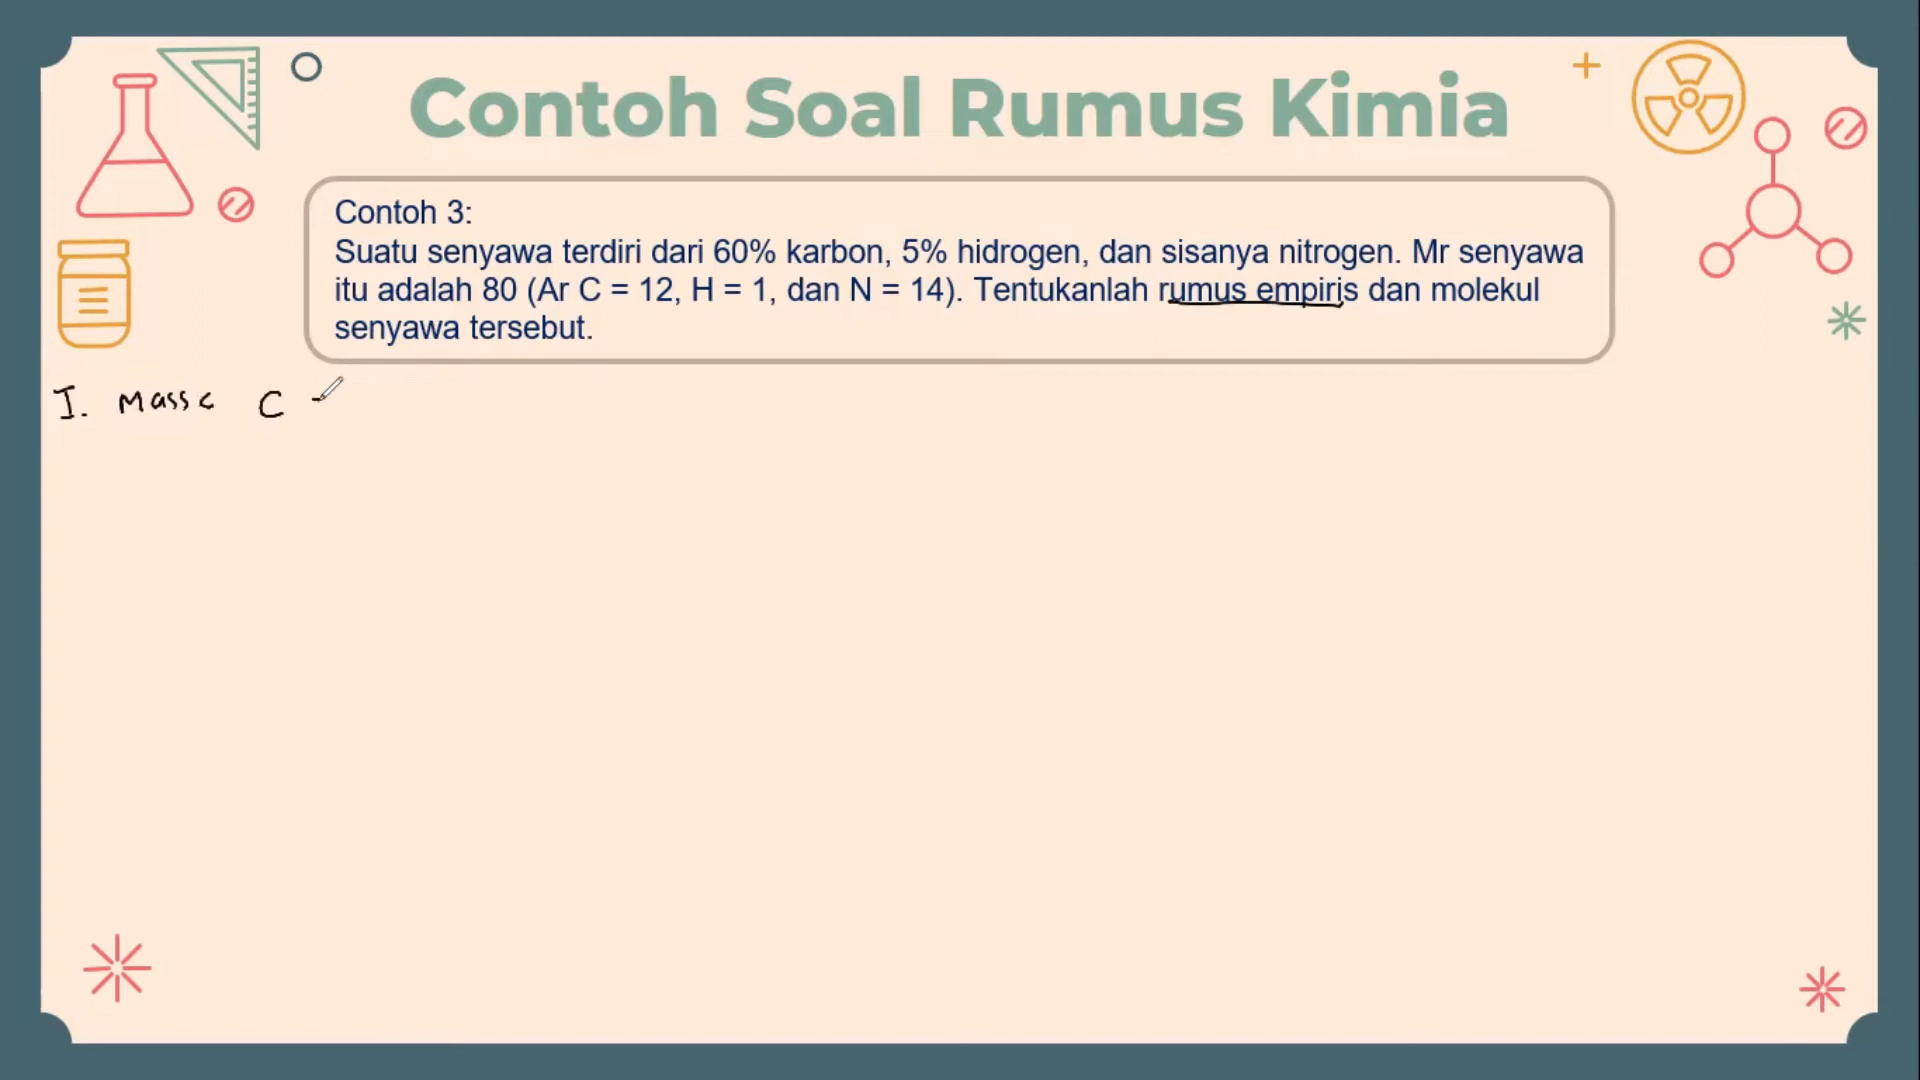 Contoh Soal Rumus Kimia
Contoh 3:
Suatu senyawa terdiri dari 60% karbon, 5% hidrogen, dan sisanya nitrogen. Mr senyawa
itu adalah 80 (Ar C = 12, H = 1, dan N = 14). Tentukanlah rumus empiris dan molekul
senyawa tersebut.
I. Massa C -